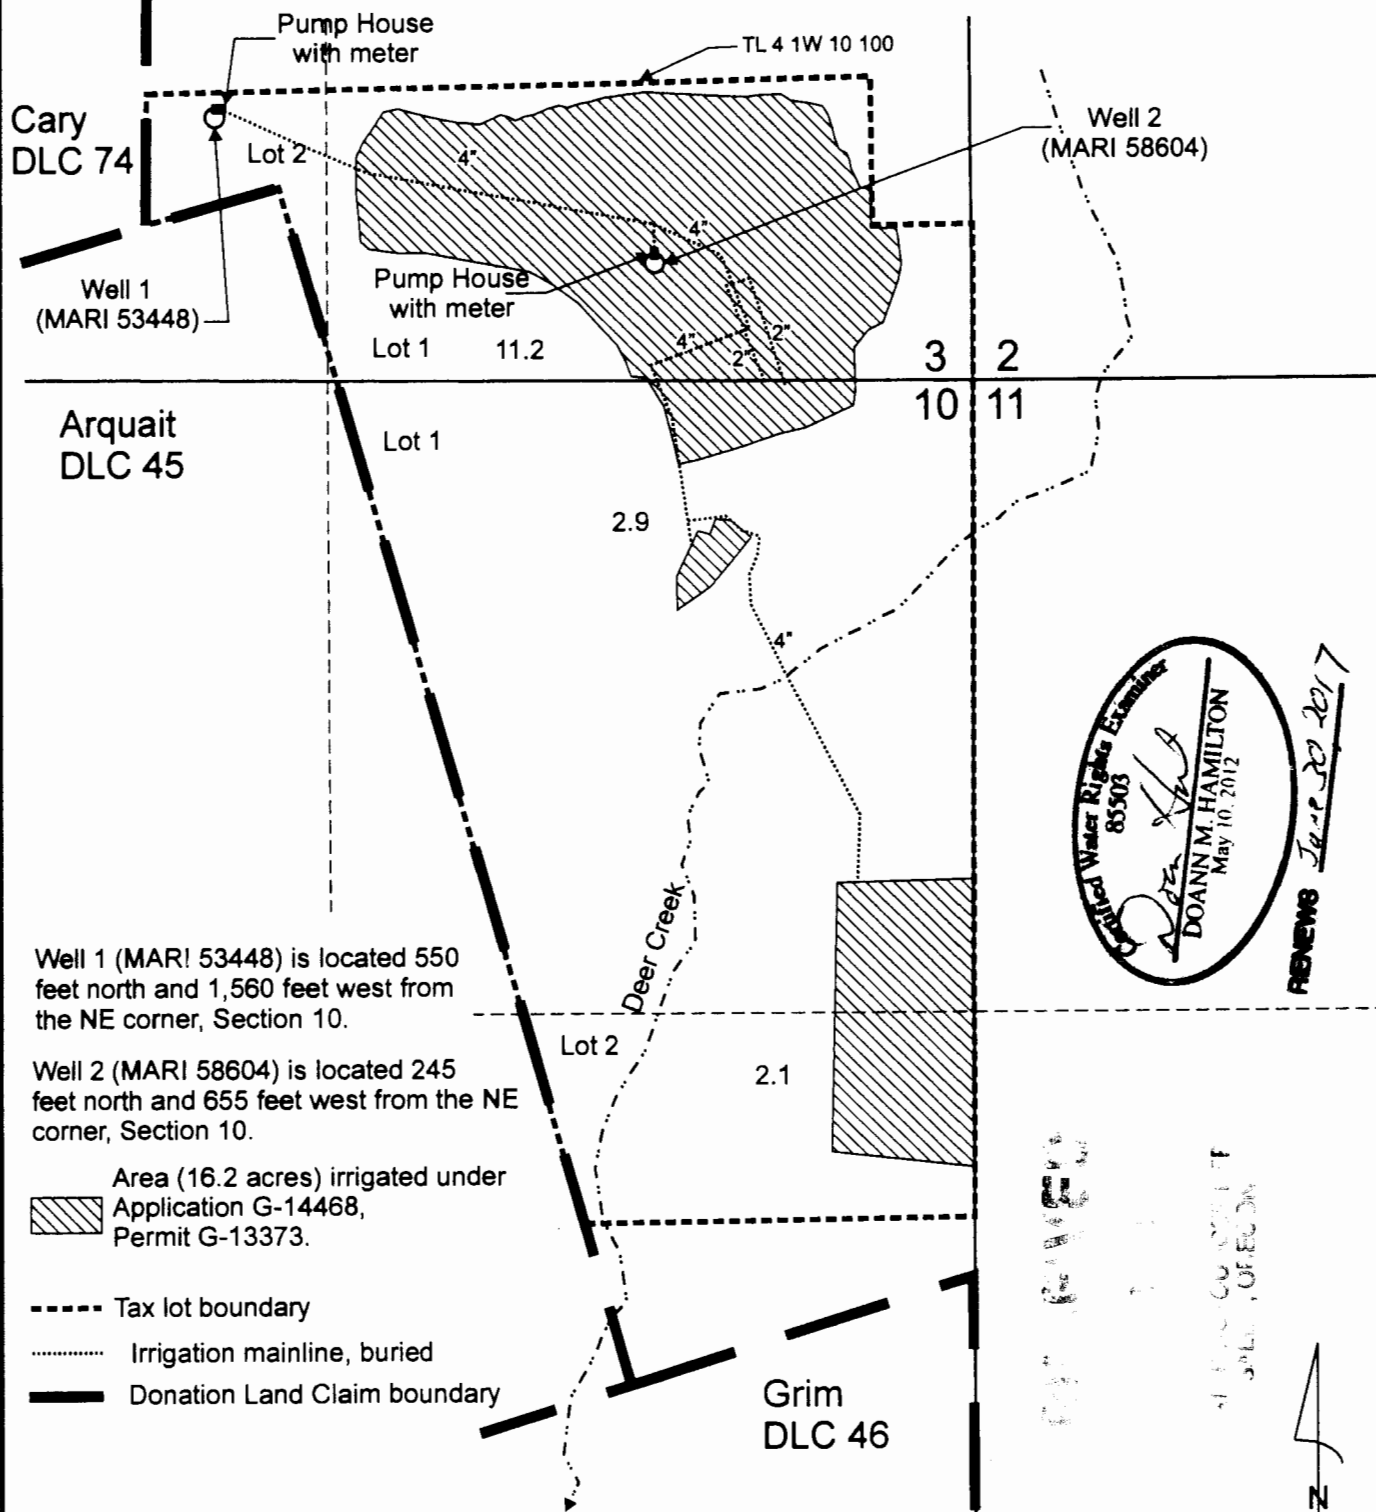 Pump House
with meter
TL 4 1W 10 100
Cary
DLC 74
Lot 2
4"
Well 2
(MARI 58604)
4"
Well 1
(MARI 53448)
Pump House
with meter
4"
2"
2"
Lot 1
11.2
3
2
10
11
Arquait
DLC 45
Lot 1
2.9
4"
Certified Water Rights Examiner
85503
DOANN M. HAMILTON
May 10, 2012
RENEWS June 30 2017
Deer Creek
Well 1 (MARI 53448) is located 550
feet north and 1,560 feet west from
the NE corner, Section 10.
Lot 2
2.1
Well 2 (MARI 58604) is located 245
feet north and 655 feet west from the NE
corner, Section 10.
Area (16.2 acres) irrigated under
Application G-14468,
Permit G-13373.
Tax lot boundary
Irrigation mainline, buried
Donation Land Claim boundary
Grim
DLC 46
OREGON
N